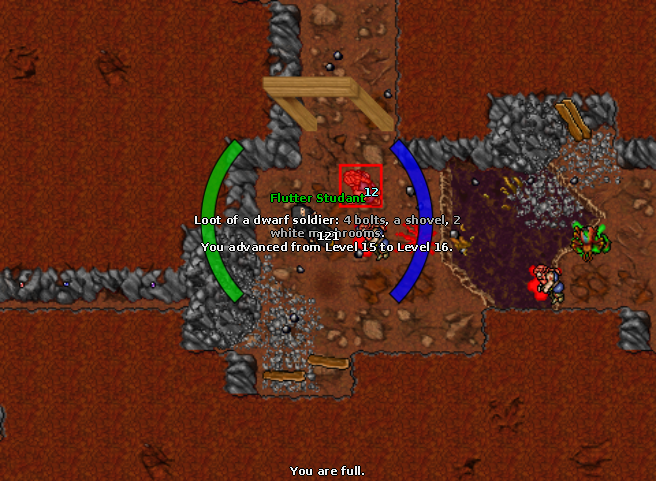 12
Flutter Studant
Loot of a dwarf soldier: 4 bolts, a shovel, 2
white mushrooms.
121
You advanced from Level 15 to Level 16.
You are full.